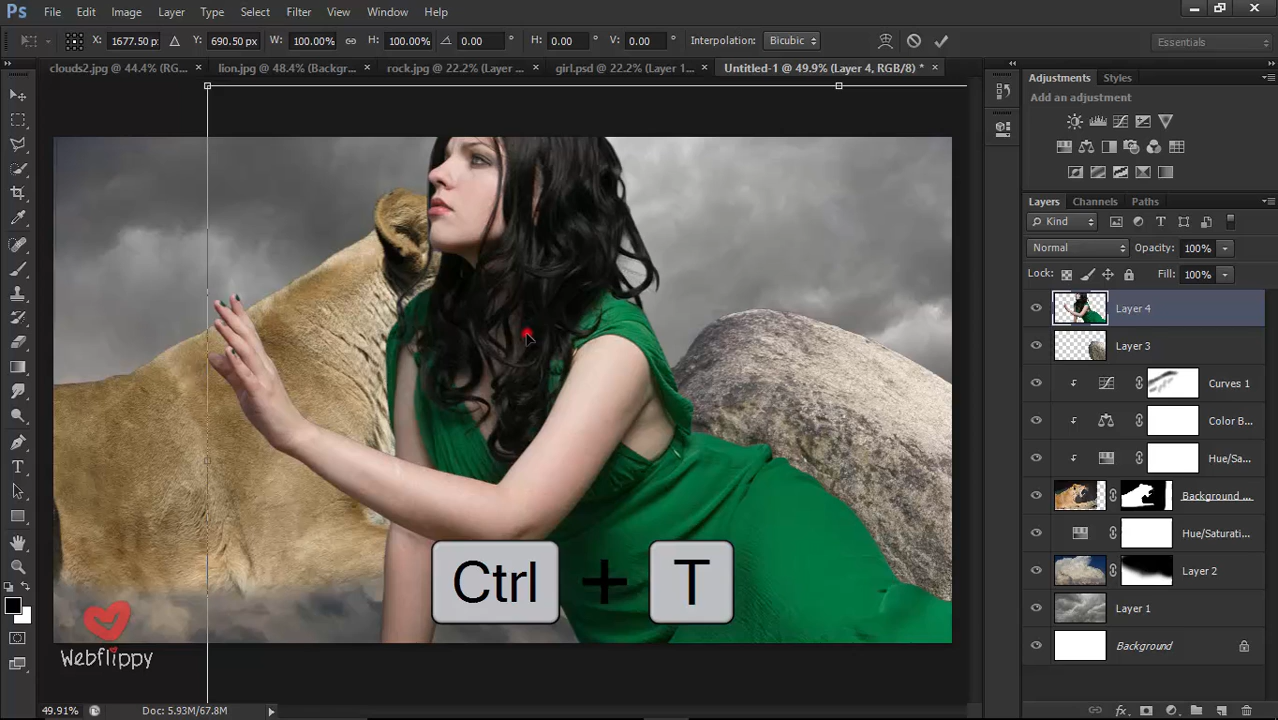 Ps File Edit Image Layer Type Select Filter 3D View Window Help
X: 1677.50 px Y: 690.50 px W: 100.00% H: 100.00% 0.00 ° H: 0.00 ° V: 0.00 ° Interpolation: Bicubic Essentials
clouds2.jpg @ 44.4% (RG... × lion.jpg @ 48.4% (Backgr... × rock.jpg @ 22.2% (Layer ... × girl.psd @ 22.2% (Layer 1... × Untitled-1 @ 49.9% (Layer 4, RGB/8) * ×
Adjustments Styles
Add an adjustment
Layers Channels Paths
Kind
Normal Opacity: 100%
Lock: Fill: 100%
Layer 4
Layer 3
Curves 1
Color B...
Hue/Sa...
Background ...
Hue/Saturati...
Layer 2
Layer 1
Background
Ctrl + T
Webflippy
49.91% Doc: 5.93M/67.8M